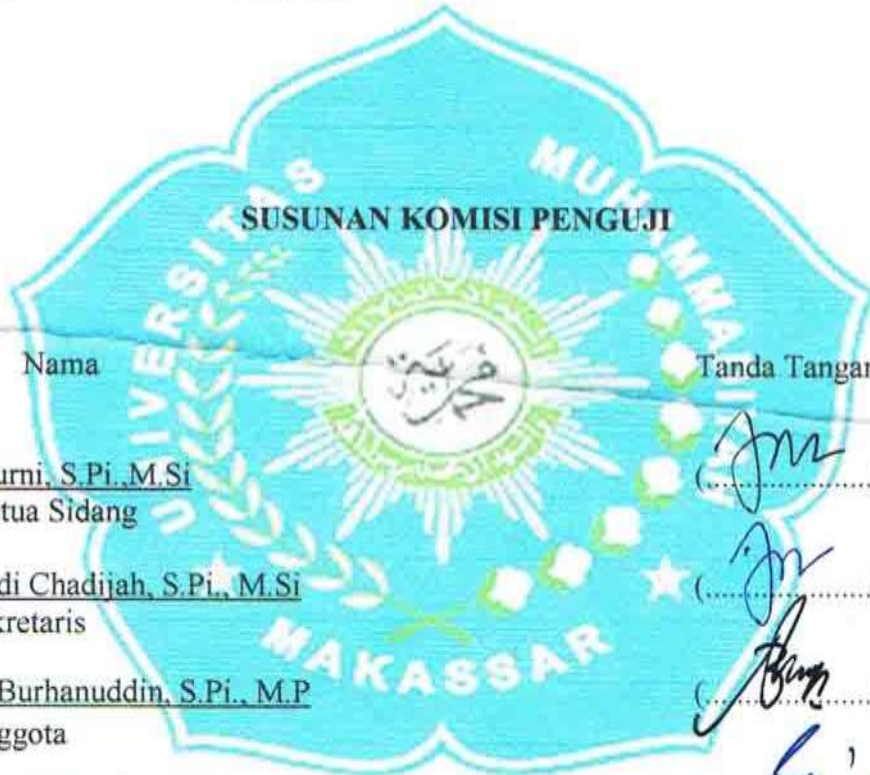 SUSUNAN KOMISI PENGUJI
UNIVERSITAS MUHAMMADIYAH
Nama
Tanda Tangan
urni, S.Pi.,M.Si
(..............
tua Sidang
di Chadijah, S.Pi., M.Si
(..............
kretaris
Burhanuddin, S.Pi., M.P
(..............
ggota
MAKASSAR